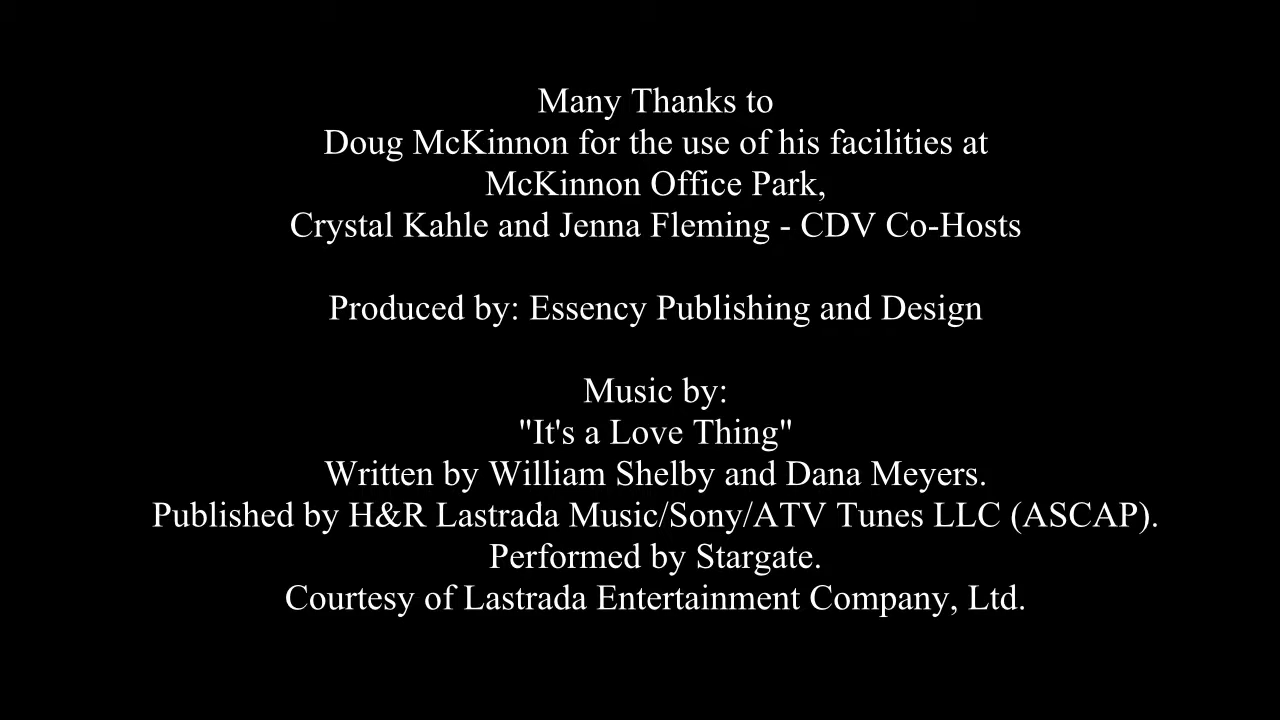 Many Thanks to
Doug McKinnon for the use of his facilities at
McKinnon Office Park,
Crystal Kahle and Jenna Fleming - CDV Co-Hosts
Produced by: Essency Publishing and Design
Music by:
"It's a Love Thing"
Written by William Shelby and Dana Meyers.
Published by H&R Lastrada Music/Sony/ATV Tunes LLC (ASCAP).
Performed by Stargate.
Courtesy of Lastrada Entertainment Company, Ltd.